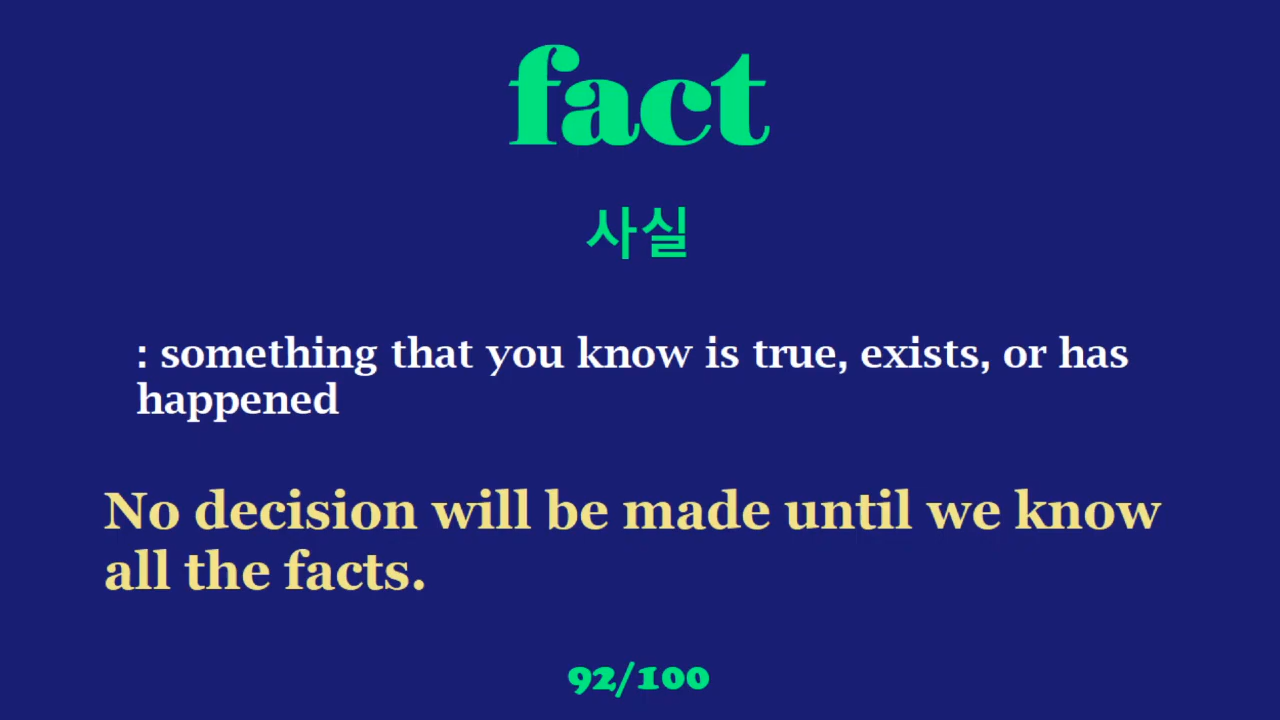 fact
사실
: something that you know is true, exists, or has
happened
No decision will be made until we know
all the facts.
92/100